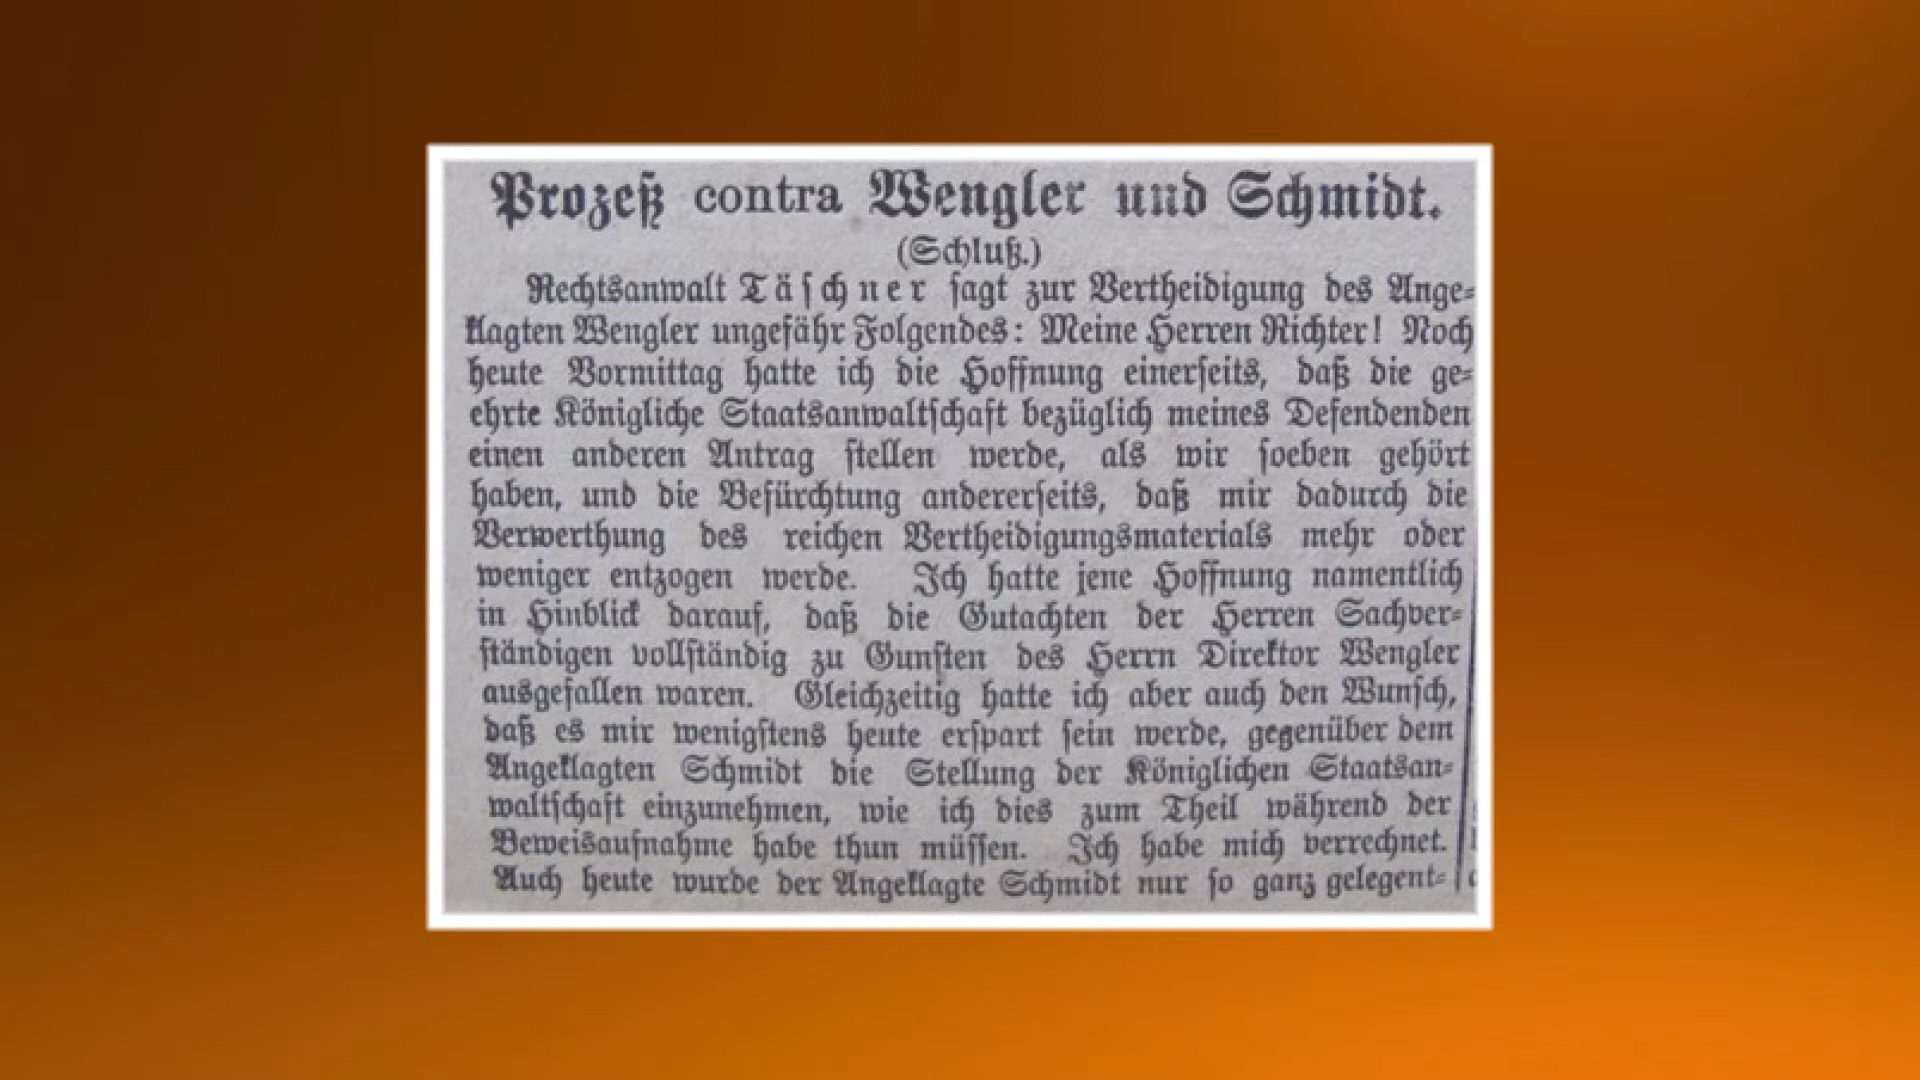 Prozeß contra Wengler und Schmidt.
(Schluß.)
Rechtsanwalt Täschner sagt zur Vertheidigung des Ange-
klagten Wengler ungefähr Folgendes: Meine Herren Richter! Noch
heute Vormittag hatte ich die Hoffnung einerseits, daß die ge-
ehrte Königliche Staatsanwaltschaft bezüglich meines Defendenden
einen anderen Antrag stellen werde, als wir soeben gehört
haben, und die Befürchtung andererseits, daß mir dadurch die
Verwerthung des reichen Vertheidigungsmaterials mehr oder
weniger entzogen werde. Ich hatte jene Hoffnung namentlich
in Hinblick darauf, daß die Gutachten der Herren Sachver-
ständigen vollständig zu Gunsten des Herrn Direktor Wengler
ausgefallen waren. Gleichzeitig hatte ich aber auch den Wunsch,
daß es mir wenigstens heute erspart sein werde, gegenüber dem
Angeklagten Schmidt die Stellung der Königlichen Staatsan-
waltschaft einzunehmen, wie ich dies zum Theil während der
Beweisaufnahme habe thun müssen. Ich habe mich verrechnet.
Auch heute wurde der Angeklagte Schmidt nur so ganz gelegent-